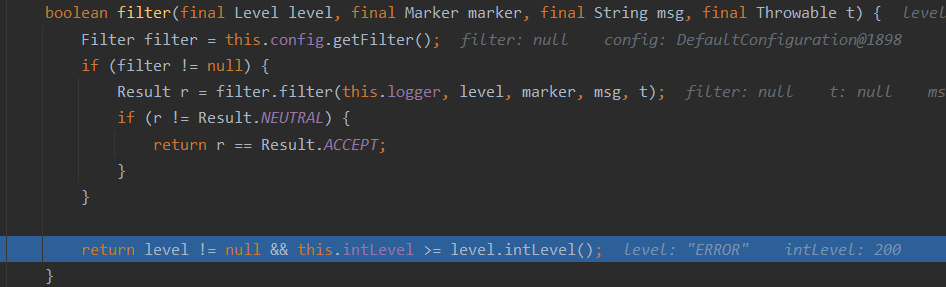 boolean filter(final Level level, final Marker marker, final String msg, final Throwable t) { level
Filter filter = this.config.getFilter(); filter: null config: DefaultConfiguration@1898
if (filter != null) {
Result r = filter.filter(this.logger, level, marker, msg, t); filter: null t: null ms
if (r != Result.NEUTRAL) {
return r == Result.ACCEPT;
}
}
return level != null && this.intLevel >= level.intLevel(); level: "ERROR" intLevel: 200
}